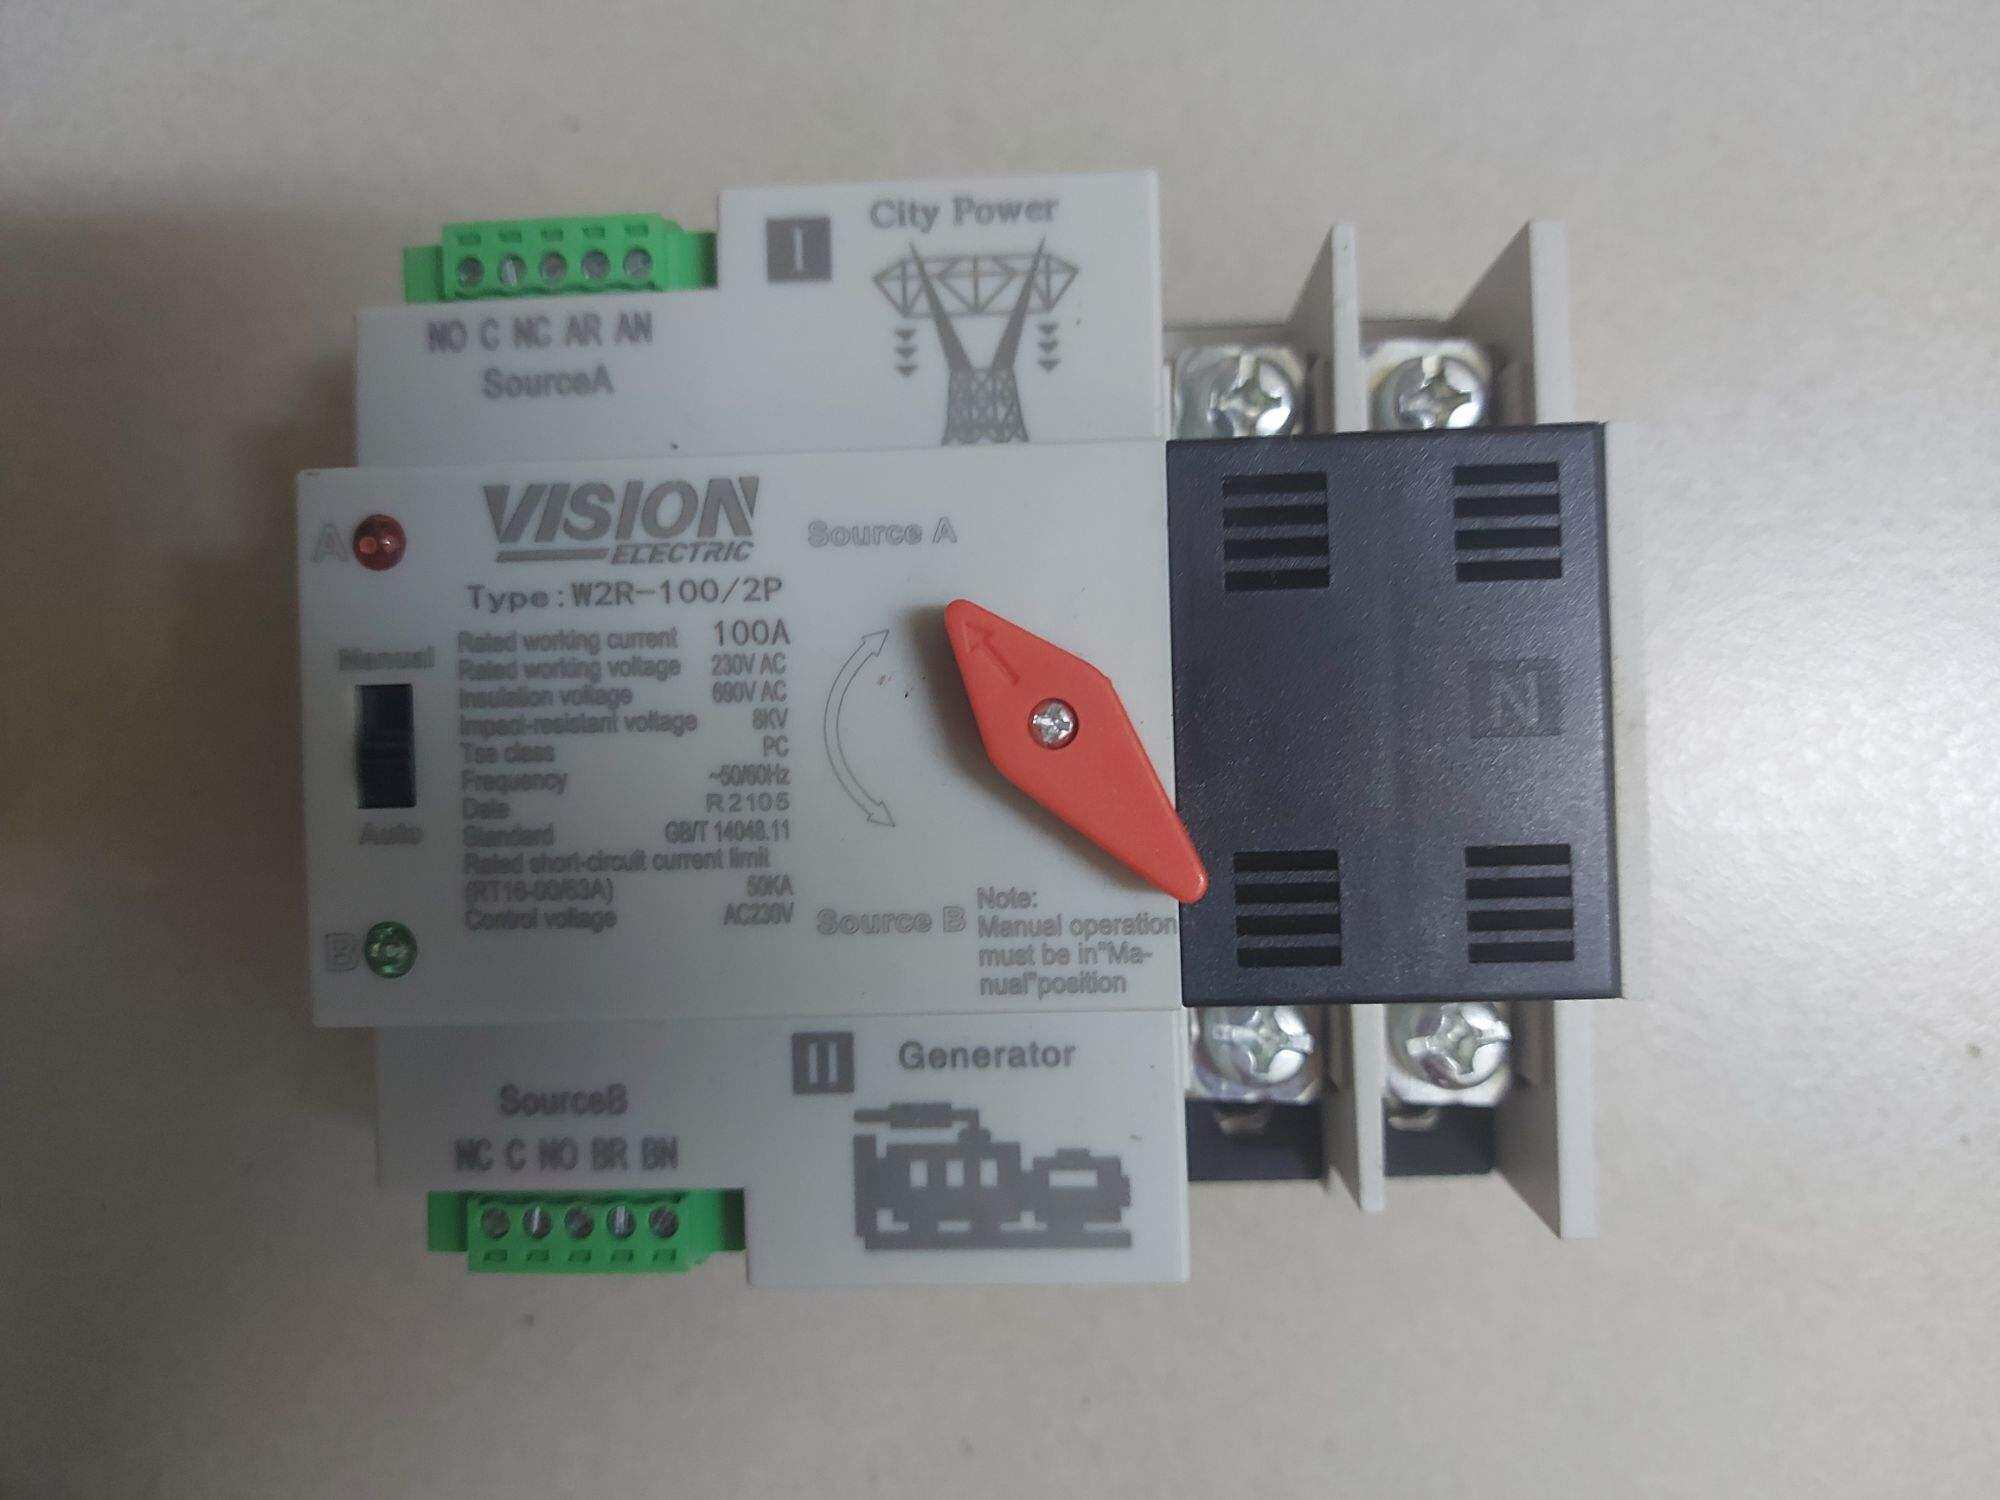 I
City Power
NO C NC AR AN
SourceA
A
VISION
ELECTRIC
Source A
Type:W2R-100/2P
Manual
Rated working current 100A
Rated working voltage 230V AC
Insulation voltage 690V AC
Impact-resistant voltage 8KV
Tse class PC
Frequency ~50/60Hz
Date R2105
Standard GB/T 14048.11
Rated short-circuit current limit
(RT16-00/63A) 50KA
Control voltage AC230V
Auto
B
Source B
Note:
Manual operation
must be in"Ma-
nual"position
N
II
Generator
SourceB
NC C NO BR BN